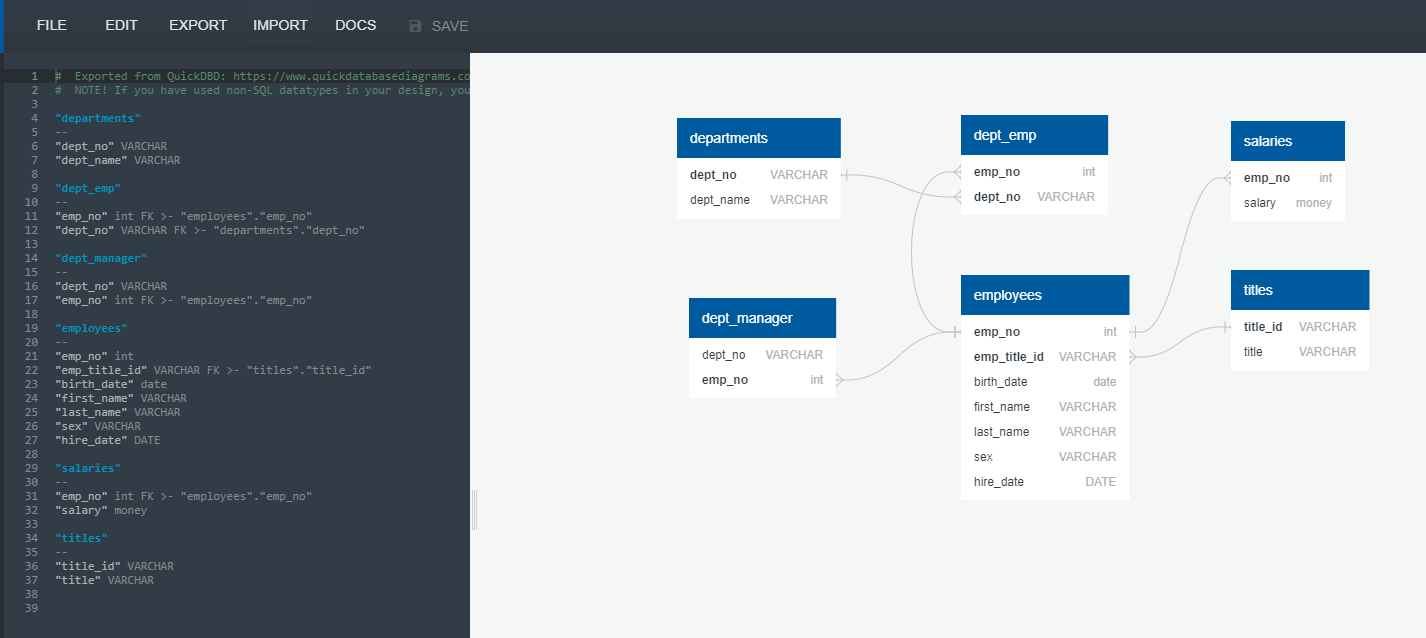 FILE EDIT EXPORT IMPORT DOCS SAVE
1 #  Exported from QuickDBD: https://www.quickdatabasediagrams.co
2 #  NOTE! If you have used non-SQL datatypes in your design, you
3
4 "departments"
5 --
6 "dept_no" VARCHAR
7 "dept_name" VARCHAR
8
9 "dept_emp"
10 --
11 "emp_no" int FK >- "employees"."emp_no"
12 "dept_no" VARCHAR FK >- "departments"."dept_no"
13
14 "dept_manager"
15 --
16 "dept_no" VARCHAR
17 "emp_no" int FK >- "employees"."emp_no"
18
19 "employees"
20 --
21 "emp_no" int
22 "emp_title_id" VARCHAR FK >- "titles"."title_id"
23 "birth_date" date
24 "first_name" VARCHAR
25 "last_name" VARCHAR
26 "sex" VARCHAR
27 "hire_date" DATE
28
29 "salaries"
30 --
31 "emp_no" int FK >- "employees"."emp_no"
32 "salary" money
33
34 "titles"
35 --
36 "title_id" VARCHAR
37 "title" VARCHAR
38
39
departments
dept_no VARCHAR
dept_name VARCHAR
dept_emp
emp_no int
dept_no VARCHAR
salaries
emp_no int
salary money
dept_manager
dept_no VARCHAR
emp_no int
employees
emp_no int
emp_title_id VARCHAR
birth_date date
first_name VARCHAR
last_name VARCHAR
sex VARCHAR
hire_date DATE
titles
title_id VARCHAR
title VARCHAR